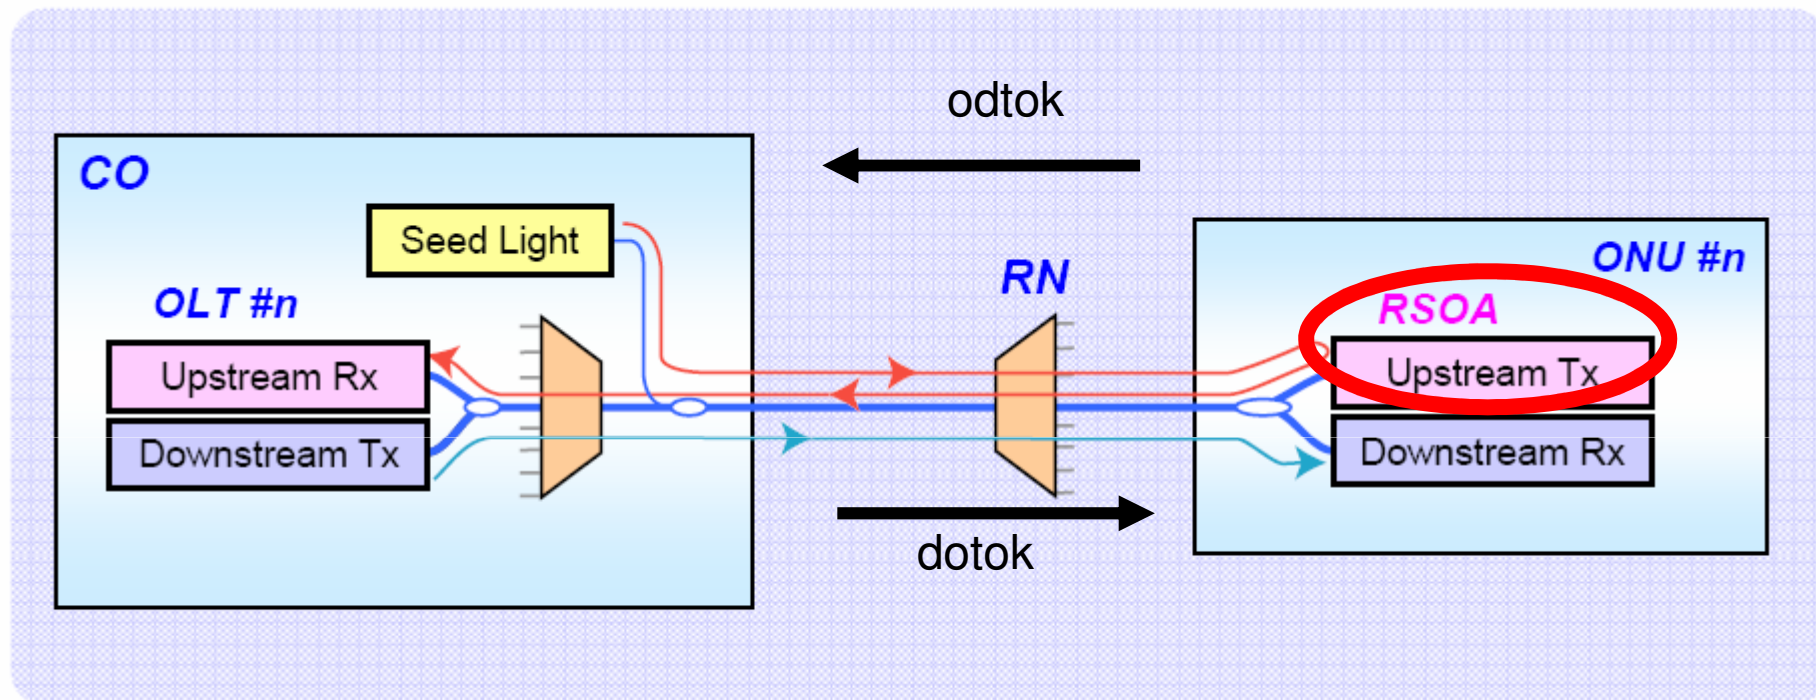 odtok
CO
Seed Light
OLT #n
RN
ONU #n
RSOA
Upstream Rx
Upstream Tx
Downstream Tx
Downstream Rx
dotok